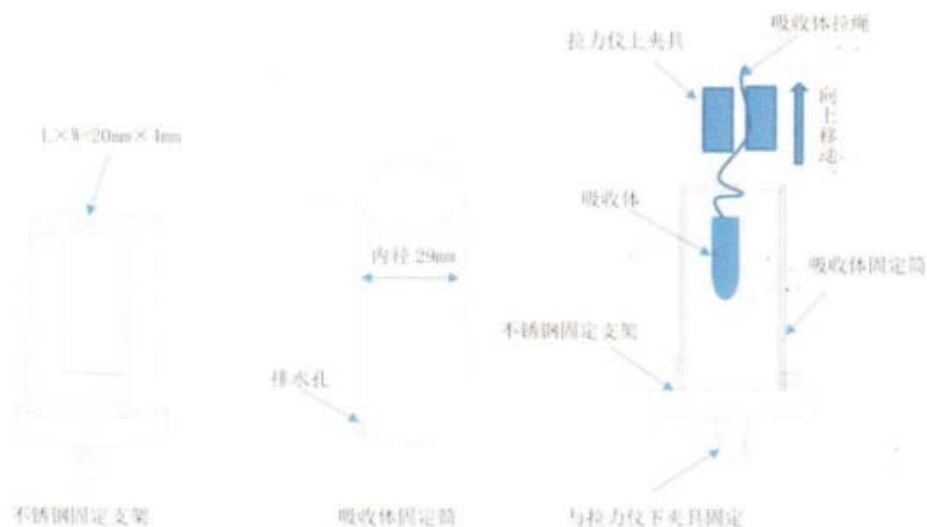 吸收体拉绳
拉力仪上夹具
向上移动
L×W=20mm×4mm
吸收体
内径29mm
吸收体固定筒
不锈钢固定支架
排水孔
不锈钢固定支架
吸收体固定筒
与拉力仪下夹具固定